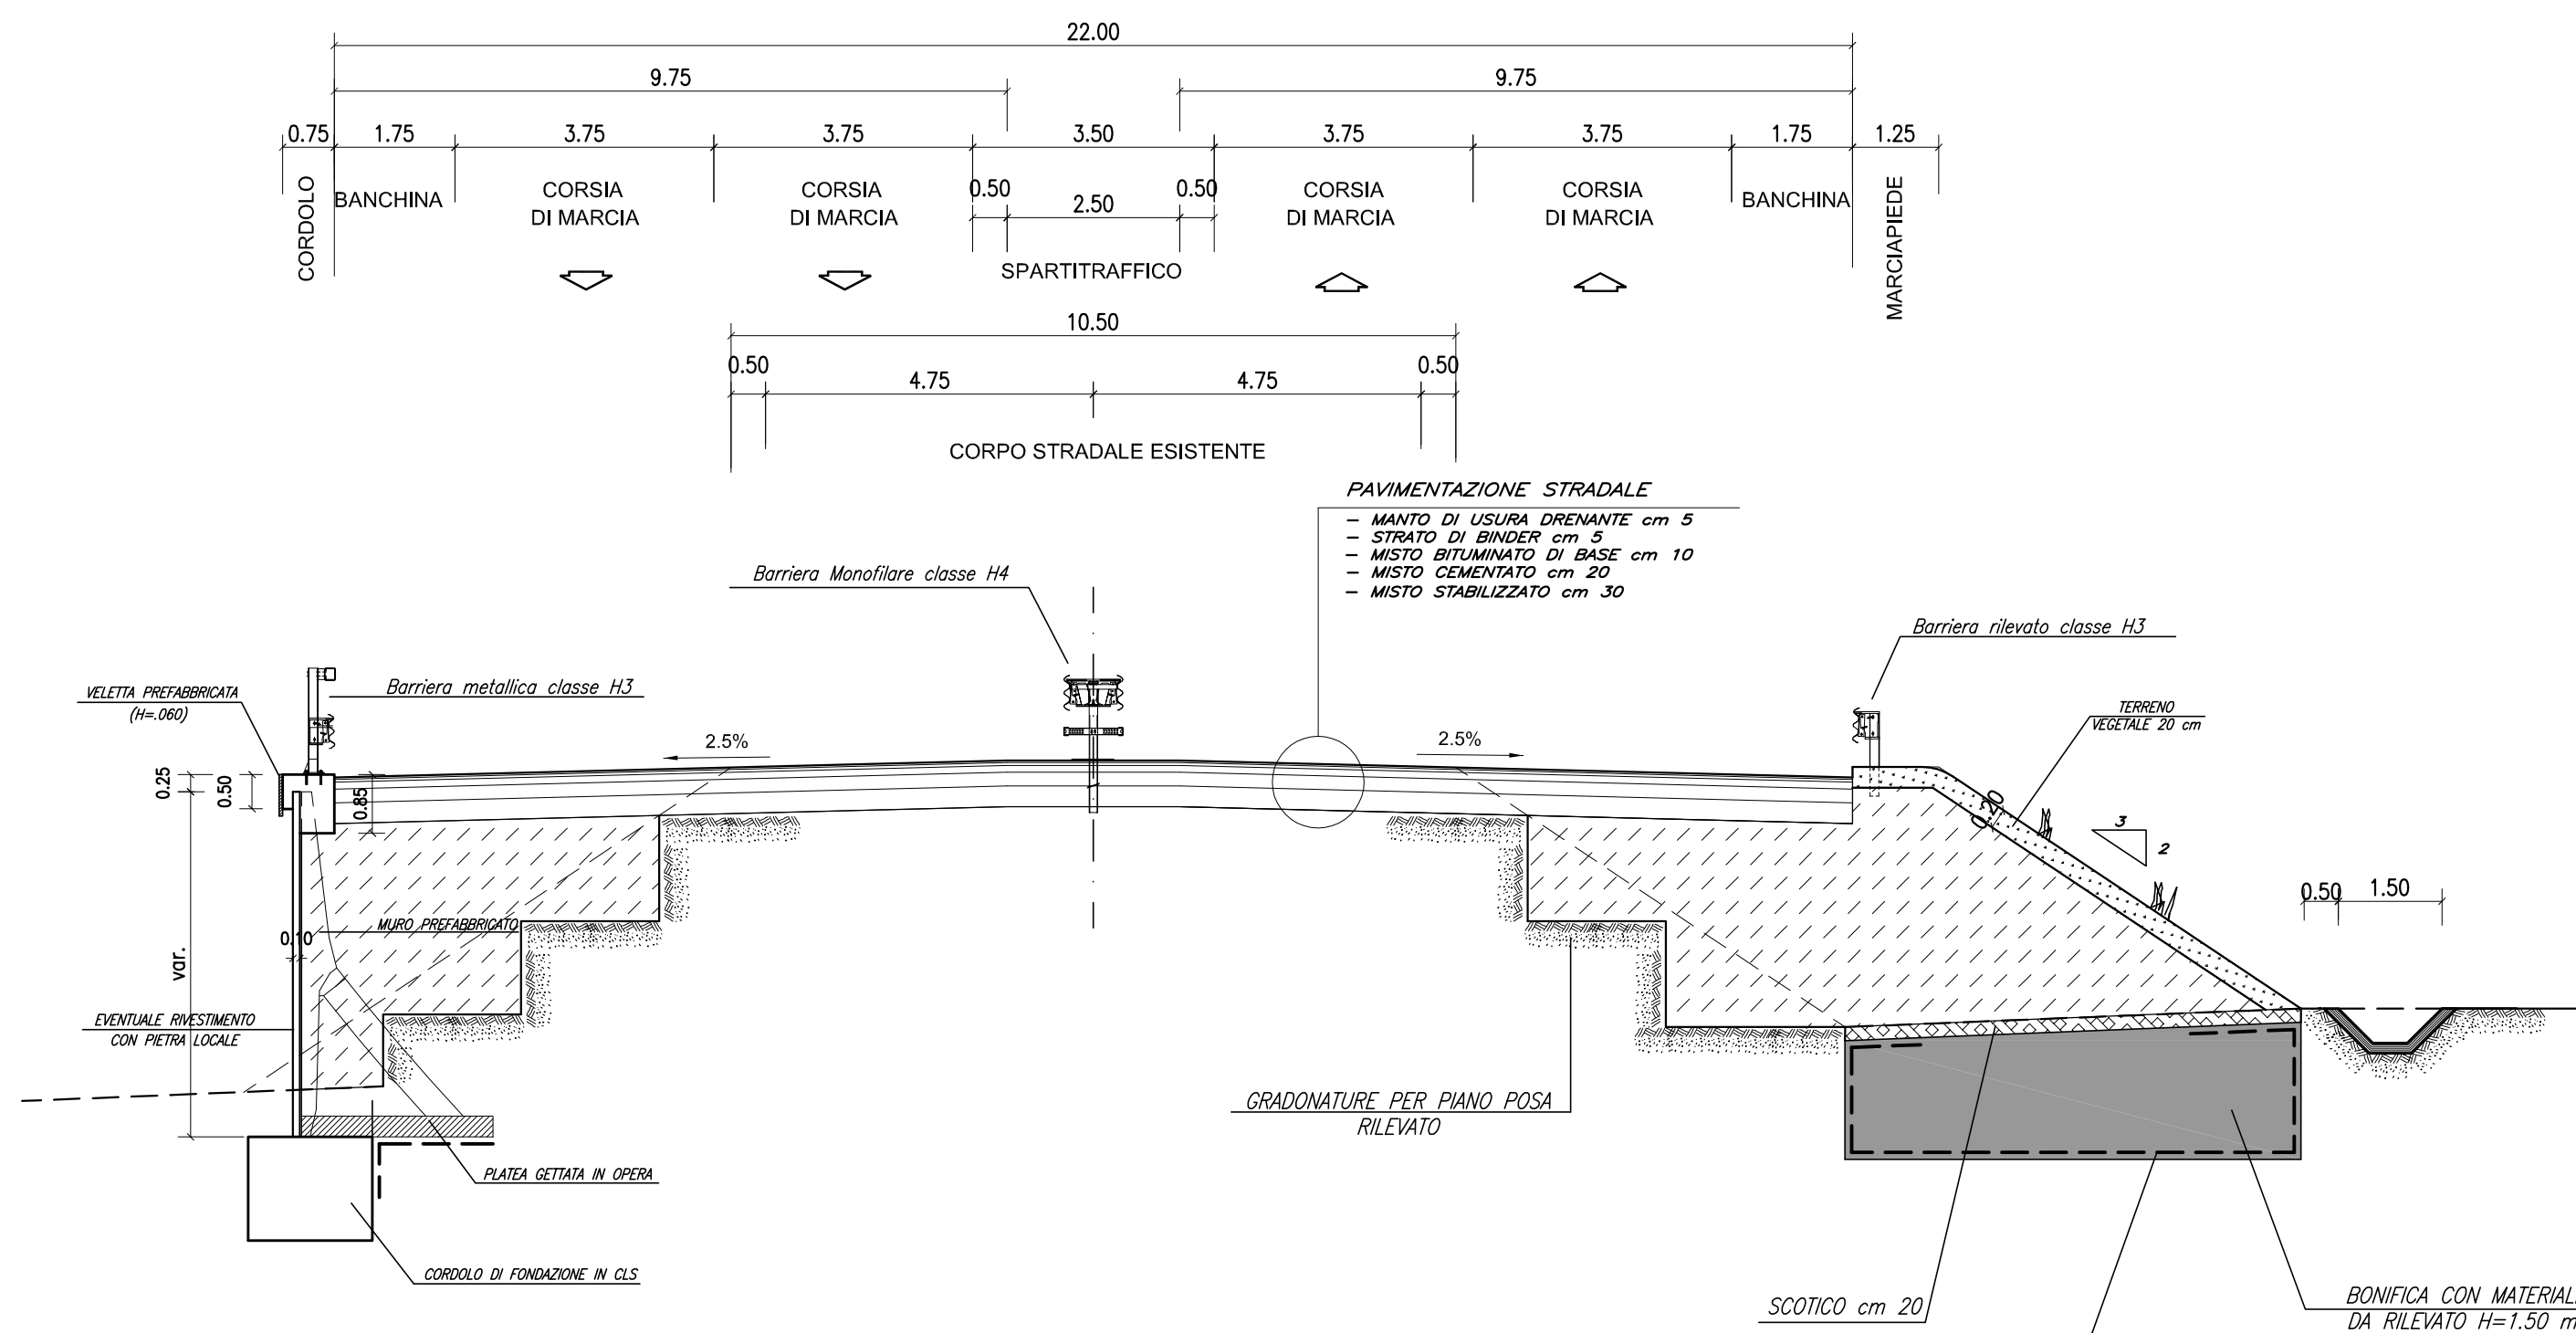 22.00
9.75
9.75
0.75
1.75
3.75
3.75
3.50
3.75
3.75
1.75
1.25
CORDOLO
BANCHINA
CORSIA
DI MARCIA
CORSIA
DI MARCIA
0.50
2.50
0.50
SPARTITRAFFICO
CORSIA
DI MARCIA
CORSIA
DI MARCIA
BANCHINA
MARCIAPIEDE
10.50
0.50
4.75
4.75
0.50
CORPO STRADALE ESISTENTE
PAVIMENTAZIONE STRADALE
- MANTO DI USURA DRENANTE cm 5
- STRATO DI BINDER cm 5
- MISTO BITUMINATO DI BASE cm 10
- MISTO CEMENTATO cm 20
- MISTO STABILIZZATO cm 30
Barriera Monofilare classe H4
Barriera rilevato classe H3
VELETTA PREFABBRICATA
(H=.060)
Barriera metallica classe H3
TERRENO
VEGETALE 20 cm
2.5%
2.5%
0.25
0.50
0.85
0.20
3
2
0.50
1.50
MURO PREFABBRICATO
0.10
var.
EVENTUALE RIVESTIMENTO
CON PIETRA LOCALE
GRADONATURE PER PIANO POSA
RILEVATO
PLATEA GETTATA IN OPERA
CORDOLO DI FONDAZIONE IN CLS
SCOTICO cm 20
BONIFICA CON MATERIAL
DA RILEVATO H=1.50 m